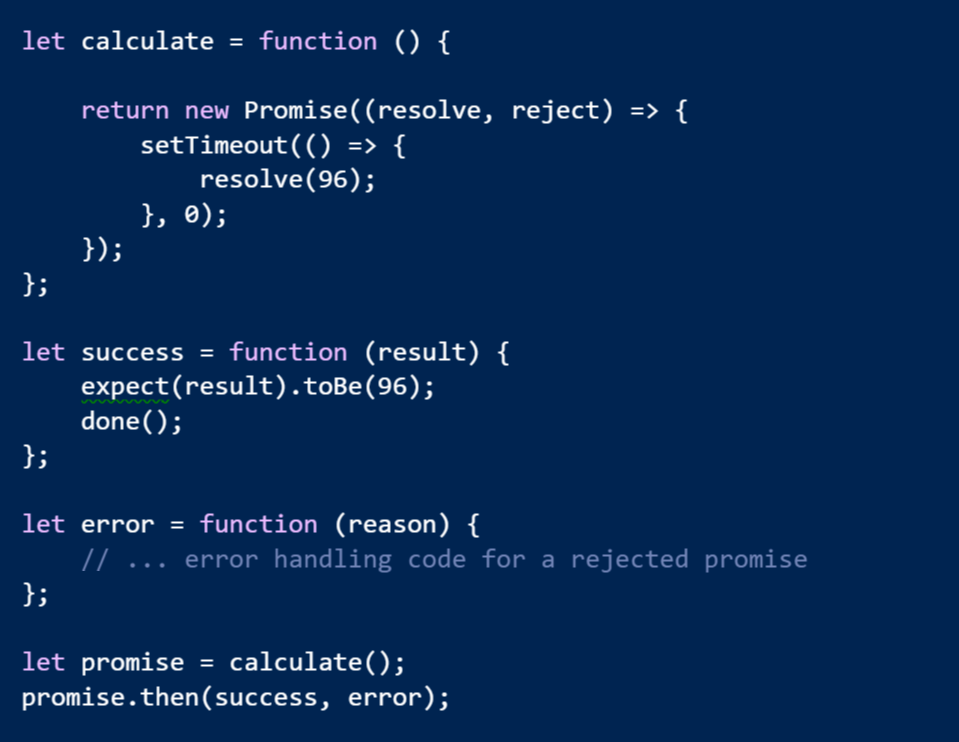 let calculate = function () {
return new Promise((resolve, reject) => {
setTimeout(() => {
resolve(96);
}, 0);
});
};
let success = function (result) {
expect(result).toBe(96);
done();
};
let error = function (reason) {
// ... error handling code for a rejected promise
};
let promise = calculate();
promise.then(success, error);